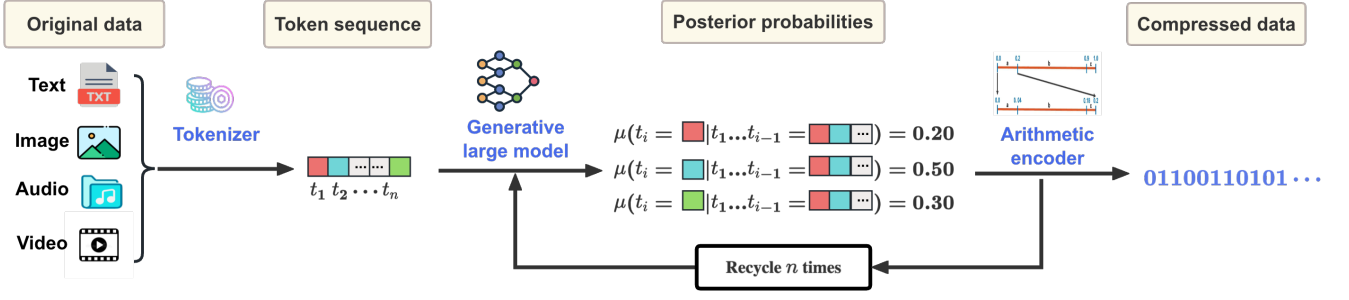 Original data
Token sequence
Posterior probabilities
Compressed data
Text
TXT
Image
Audio
Video
Tokenizer
t₁ t₂ ··· tₙ
Generative
large model
μ(tᵢ = |t₁...tᵢ₋₁ = ···) = 0.20
μ(tᵢ = |t₁...tᵢ₋₁ = ···) = 0.50
μ(tᵢ = |t₁...tᵢ₋₁ = ···) = 0.30
Arithmetic
encoder
01100110101 ···
Recycle n times